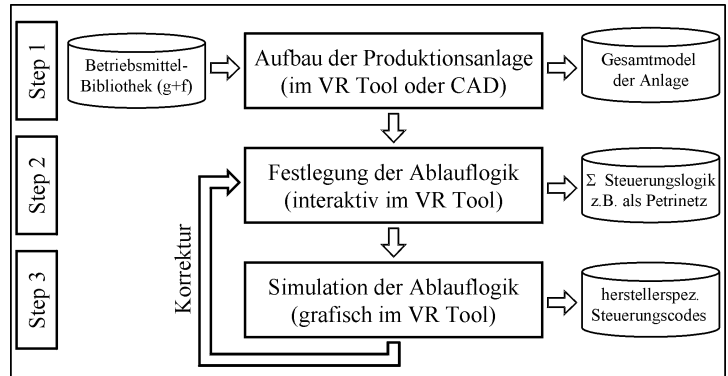 Step 1
Betriebsmittel-
Bibliothek (g+f)
Aufbau der Produktionsanlage
(im VR Tool oder CAD)
Gesamtmodel
der Anlage
Step 2
Festlegung der Ablauflogik
(interaktiv im VR Tool)
Σ Steuerungslogik
z.B. als Petrinetz
Korrektur
Step 3
Simulation der Ablauflogik
(grafisch im VR Tool)
herstellerspez.
Steuerungscodes